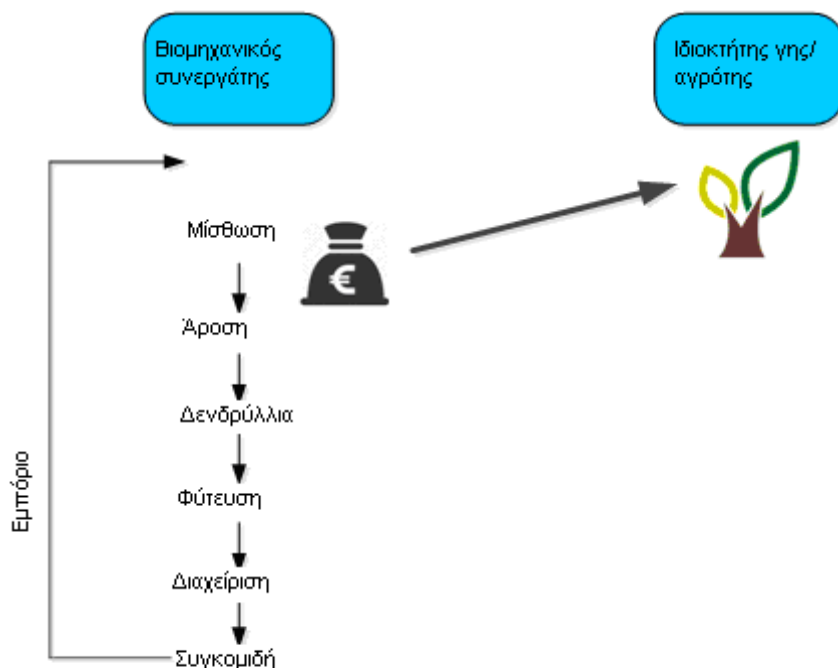 Βιομηχανικός
συνεργάτης
Ιδιοκτήτης γης/
αγρότης
Μίσθωση
€
Άροση
Δενδρύλλια
Φύτευση
Διαχείριση
Συγκομιδή
Εμπόριο